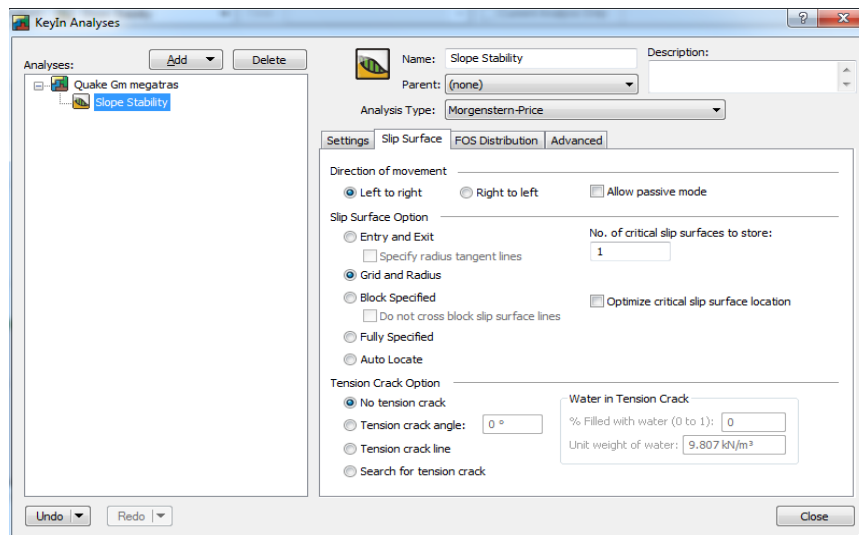 KeyIn Analyses
Analyses:
Add
Delete
Quake Gm megatras
Slope Stability
Name: Slope Stability
Description:
Parent: (none)
Analysis Type: Morgenstern-Price
Settings Slip Surface FOS Distribution Advanced
Direction of movement
Left to right Right to left Allow passive mode
Slip Surface Option
Entry and Exit
No. of critical slip surfaces to store:
Specify radius tangent lines
1
Grid and Radius
Block Specified
Optimize critical slip surface location
Do not cross block slip surface lines
Fully Specified
Auto Locate
Tension Crack Option
No tension crack
Water in Tension Crack
Tension crack angle: 0 °
% Filled with water (0 to 1): 0
Tension crack line
Unit weight of water: 9.807 kN/m³
Search for tension crack
Undo
Redo
Close